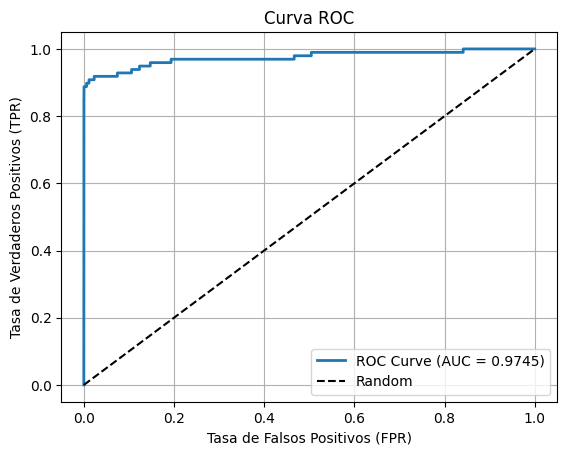 Curva ROC
Tasa de Verdaderos Positivos (TPR)
1.0
0.8
0.6
0.4
0.2
0.0
ROC Curve (AUC = 0.9745)
Random
0.0 0.2 0.4 0.6 0.8 1.0
Tasa de Falsos Positivos (FPR)